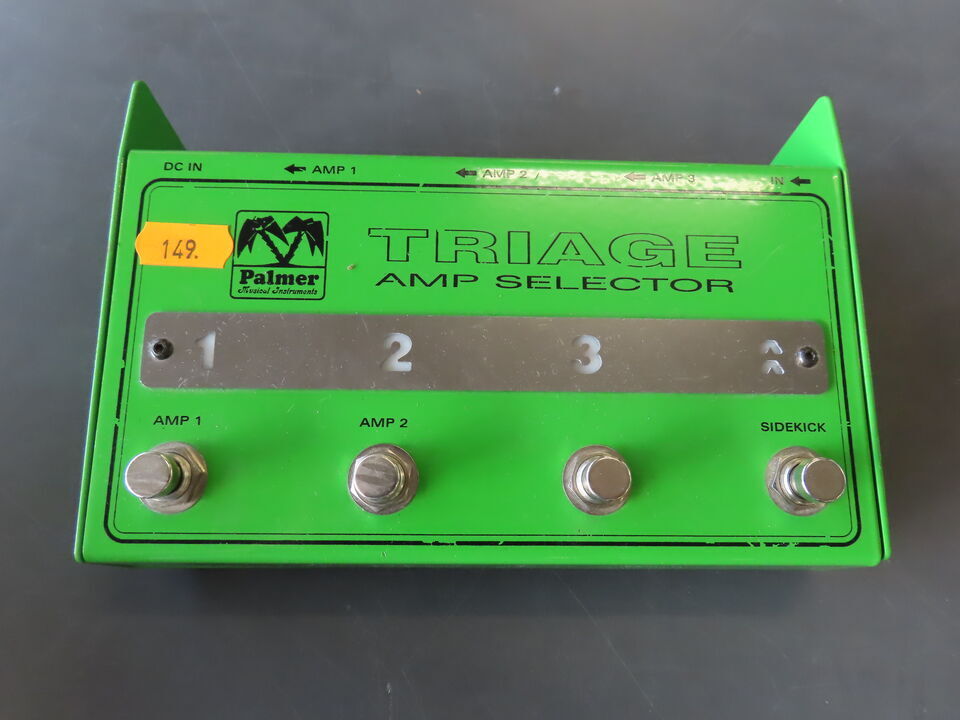 DC IN
AMP 1
AMP 2
AMP 3
IN
149.
Palmer
Musical Instruments
TRIAGE
AMP SELECTOR
1
2
3
AMP 1
AMP 2
SIDEKICK